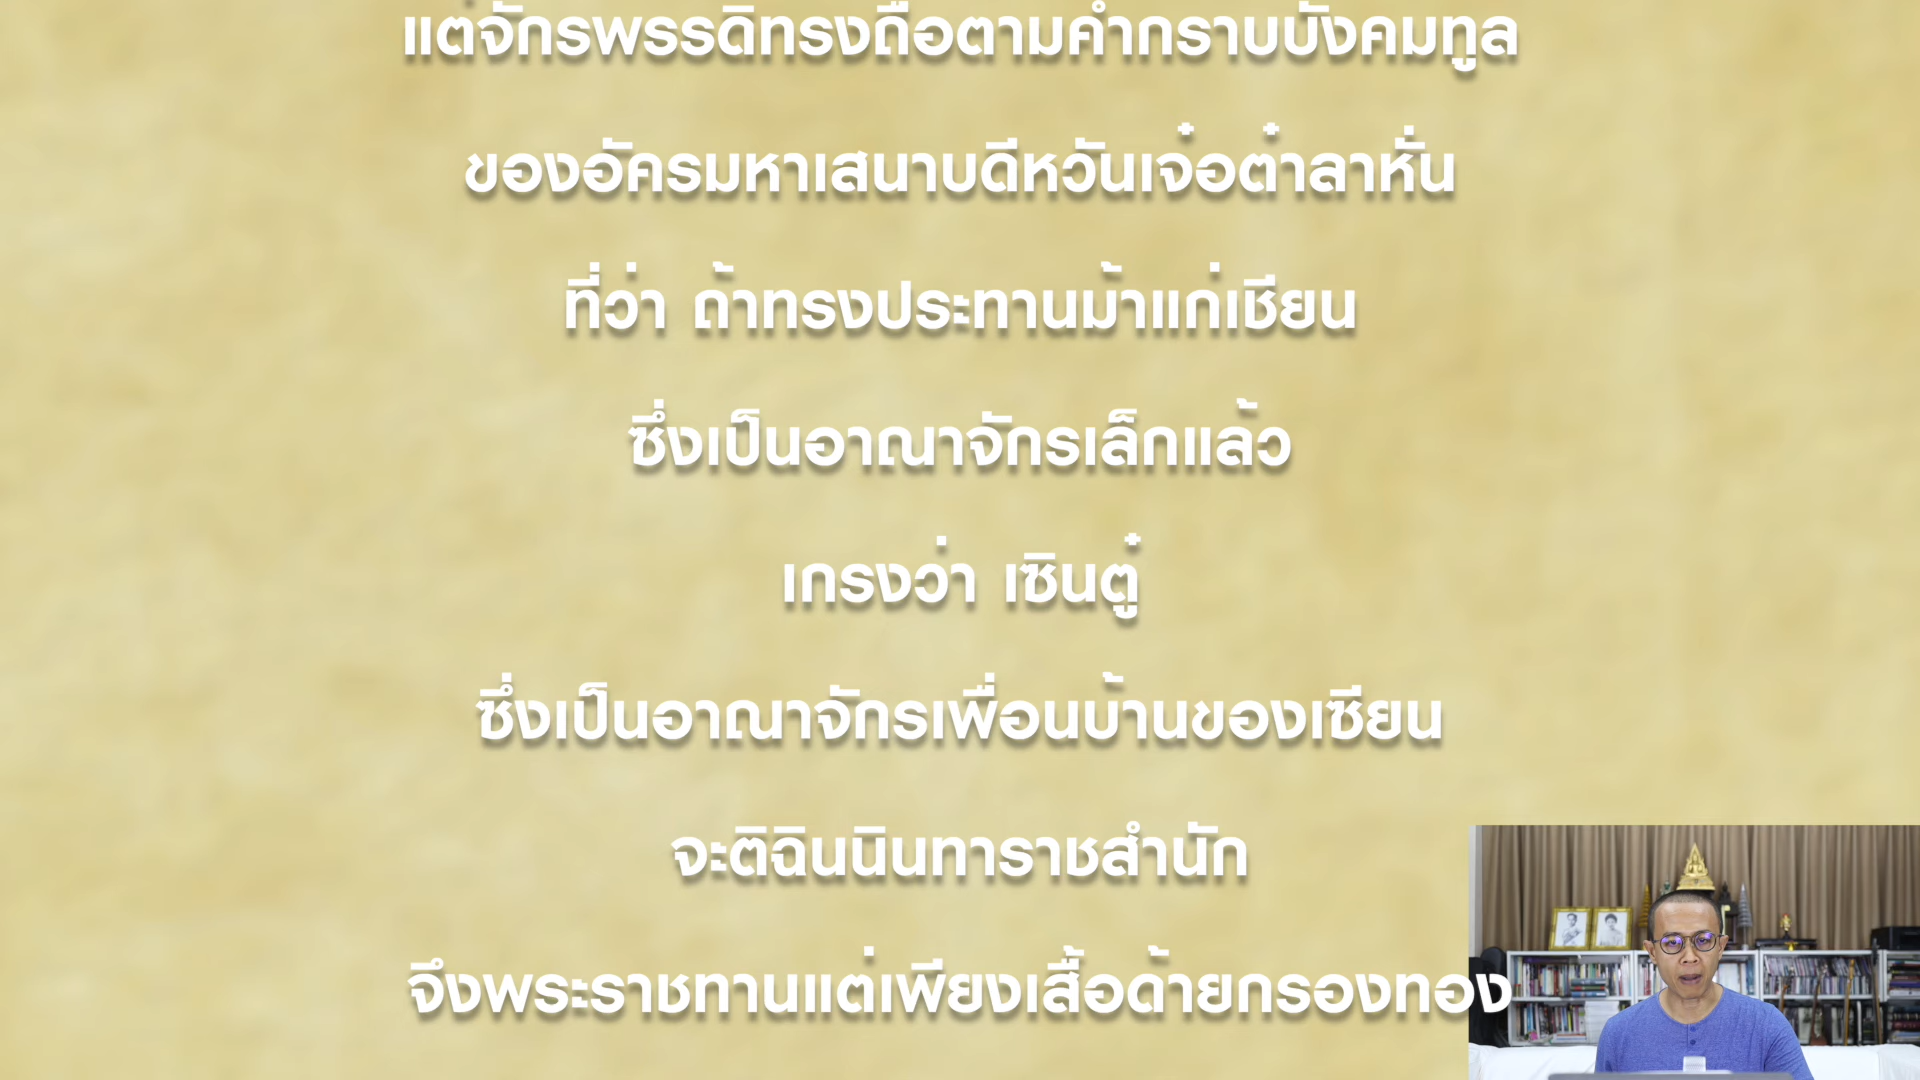 แต่จักรพรรดิทรงถือตามคำกราบบังคมทูล
ของอัครมหาเสนาบดีหวันเจ๋อต๋าลาหั่น
ที่ว่า ถ้าทรงประทานม้าแก่เซียน
ซึ่งเป็นอาณาจักรเล็กแล้ว
เกรงว่า เซินตู๋
ซึ่งเป็นอาณาจักรเพื่อนบ้านของเซียน
จะติฉินนินทาราชสำนัก
จึงพระราชทานแต่เพียงเสื้อด้ายกรองทอง